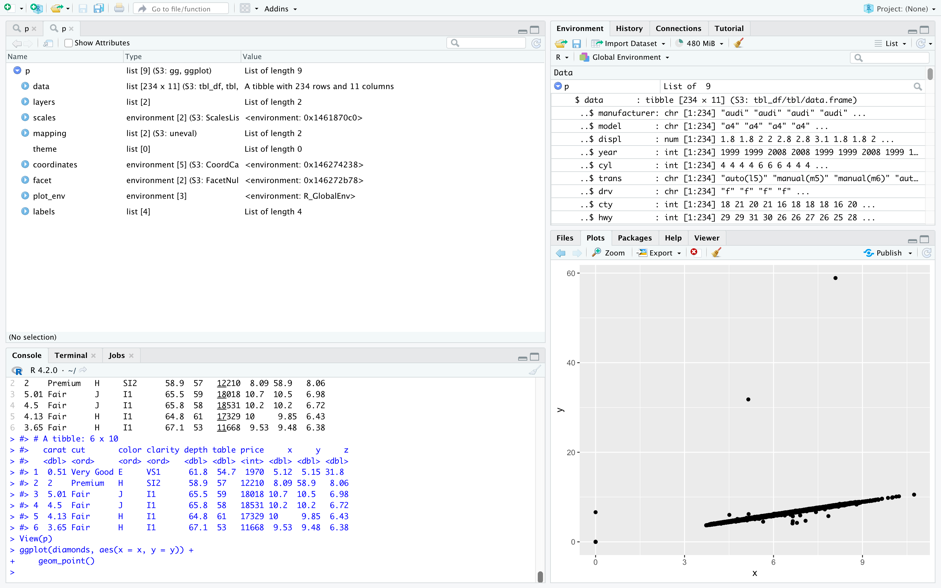 Go to file/function
Addins
Project: (None)
p
p
Show Attributes
Name Type Value
p list [9] (S3: gg, ggplot) List of length 9
data list [234 x 11] (S3: tbl_df, tbl, A tibble with 234 rows and 11 columns
layers list [2] List of length 2
scales environment [2] (S3: ScalesLis <environment: 0x1461870c0>
mapping list [2] (S3: uneval) List of length 2
theme list [0] List of length 0
coordinates environment [5] (S3: CoordCa <environment: 0x146274238>
facet environment [2] (S3: FacetNul <environment: 0x146272b78>
plot_env environment [3] <environment: R_GlobalEnv>
labels list [4] List of length 4
(No selection)
Console Terminal Jobs
R 4.2.0 · ~/
2 2 Premium H SI2 58.9 57 12210 8.09 58.9 8.06
3 5.01 Fair J I1 65.5 59 18018 10.7 10.5 6.98
4 4.5 Fair J I1 65.8 58 18531 10.2 10.2 6.72
5 4.13 Fair H I1 64.8 61 17329 10 9.85 6.43
6 3.65 Fair H I1 67.1 53 11668 9.53 9.48 6.38
> #> # A tibble: 6 x 10
> #> carat cut color clarity depth table price x y z
> #> <dbl> <ord> <ord> <ord> <dbl> <dbl> <int> <dbl> <dbl> <dbl>
> #> 1 0.51 Very Good E VS1 61.8 54.7 1970 5.12 5.15 31.8
> #> 2 2 Premium H SI2 58.9 57 12210 8.09 58.9 8.06
> #> 3 5.01 Fair J I1 65.5 59 18018 10.7 10.5 6.98
> #> 4 4.5 Fair J I1 65.8 58 18531 10.2 10.2 6.72
> #> 5 4.13 Fair H I1 64.8 61 17329 10 9.85 6.43
> #> 6 3.65 Fair H I1 67.1 53 11668 9.53 9.48 6.38
> View(p)
> ggplot(diamonds, aes(x = x, y = y)) +
+ geom_point()
>
Environment History Connections Tutorial
Import Dataset 480 MiB List
R Global Environment
Data
p List of 9
$ data : tibble [234 × 11] (S3: tbl_df/tbl/data.frame)
..$ manufacturer: chr [1:234] "audi" "audi" "audi" "audi" ...
..$ model : chr [1:234] "a4" "a4" "a4" "a4" ...
..$ displ : num [1:234] 1.8 1.8 2 2 2.8 2.8 3.1 1.8 1.8 2 ...
..$ year : int [1:234] 1999 1999 2008 2008 1999 1999 2008 1999 1…
..$ cyl : int [1:234] 4 4 4 4 6 6 6 4 4 4 ...
..$ trans : chr [1:234] "auto(l5)" "manual(m5)" "manual(m6)" "aut…
..$ drv : chr [1:234] "f" "f" "f" "f" ...
..$ cty : int [1:234] 18 21 20 21 16 18 18 18 16 20 ...
..$ hwy : int [1:234] 29 29 31 30 26 26 27 26 25 28 ...
Files Plots Packages Help Viewer
Zoom Export Publish
60
40
y
20
0
0 3 6 9
x